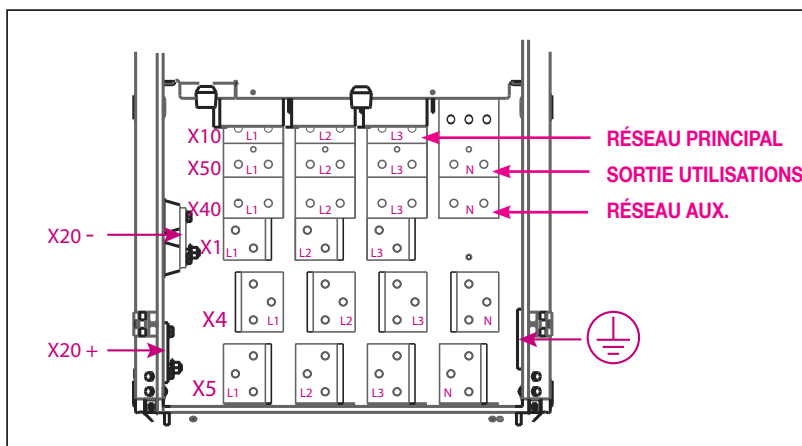 X10 L1 L2 L3 RÉSEAU PRINCIPAL
X50 L1 L2 L3 N SORTIE UTILISATIONS
X40 L1 L2 L3 N RÉSEAU AUX.
X20 - X1 L1 L2 L3
X4 L1 L2 L3 N
X20 +
X5 L1 L2 L3 N